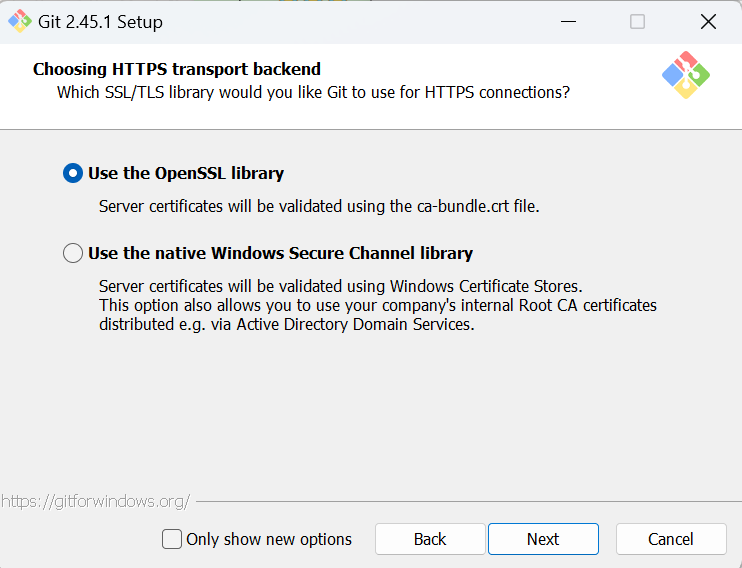 Git 2.45.1 Setup
Choosing HTTPS transport backend
Which SSL/TLS library would you like Git to use for HTTPS connections?
Use the OpenSSL library
Server certificates will be validated using the ca-bundle.crt file.
Use the native Windows Secure Channel library
Server certificates will be validated using Windows Certificate Stores.
This option also allows you to use your company's internal Root CA certificates
distributed e.g. via Active Directory Domain Services.
https://gitforwindows.org/
Only show new options
Back
Next
Cancel